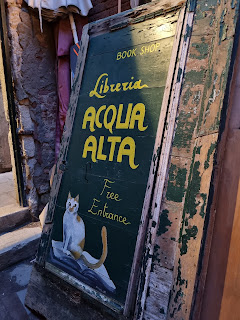 BOOK SHOP
Libreria
ACQUA
ALTA
Free
Entrance